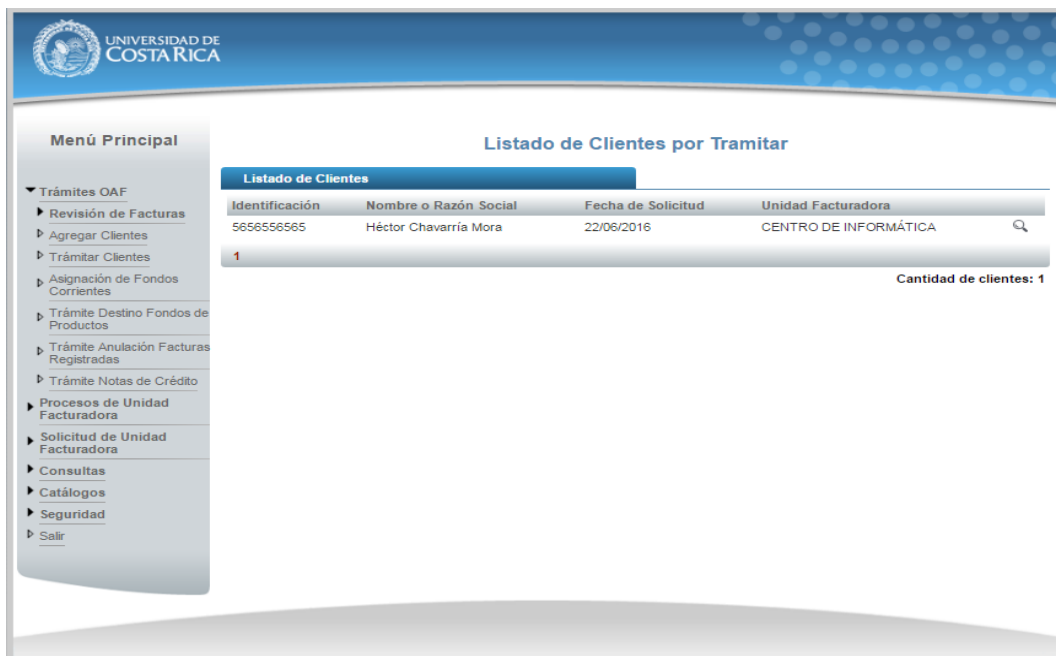 UNIVERSIDAD DE
COSTA RICA
Menú Principal
Trámites OAF
Revisión de Facturas
Agregar Clientes
Trámitar Clientes
Asignación de Fondos
Corrientes
Trámite Destino Fondos de
Productos
Trámite Anulación Facturas
Registradas
Trámite Notas de Crédito
Procesos de Unidad
Facturadora
Solicitud de Unidad
Facturadora
Consultas
Catálogos
Seguridad
Salir
Listado de Clientes por Tramitar
Listado de Clientes
Identificación Nombre o Razón Social Fecha de Solicitud Unidad Facturadora
5656556565 Héctor Chavarría Mora 22/06/2016 CENTRO DE INFORMÁTICA
1
Cantidad de clientes: 1